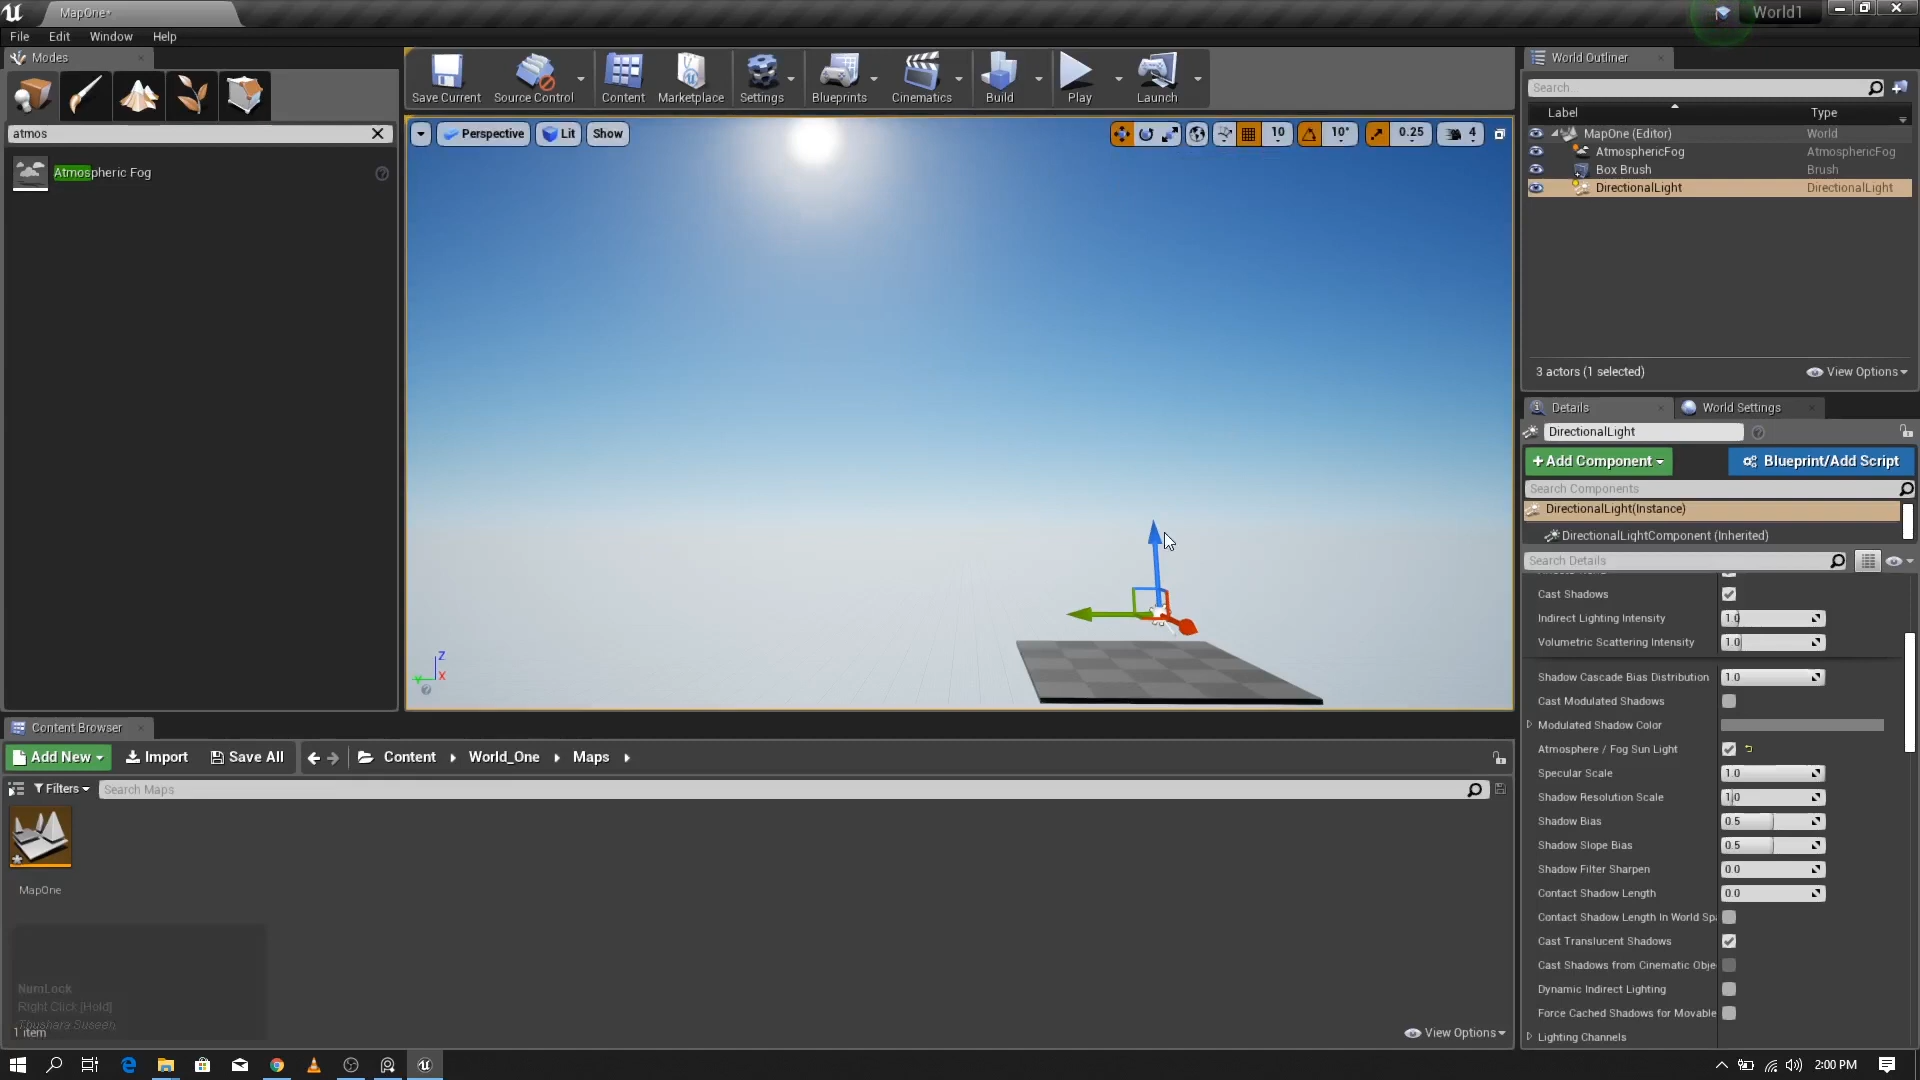 MapOne*
World1
File Edit Window Help
Modes
atmos
Atmospheric Fog
Save Current Source Control Content Marketplace Settings Blueprints Cinematics Build Play Launch
Perspective Lit Show
10 10° 0.25 4
Z
Y X
World Outliner
Search...
Label Type
MapOne (Editor) World
AtmosphericFog AtmosphericFog
Box Brush Brush
DirectionalLight DirectionalLight
3 actors (1 selected) View Options
Details World Settings
DirectionalLight
+Add Component Blueprint/Add Script
Search Components
DirectionalLight(Instance)
DirectionalLightComponent (Inherited)
Search Details
Cast Shadows
Indirect Lighting Intensity 1.0
Volumetric Scattering Intensity 1.0
Shadow Cascade Bias Distribution 1.0
Cast Modulated Shadows
Modulated Shadow Color
Atmosphere / Fog Sun Light
Specular Scale 1.0
Shadow Resolution Scale 1.0
Shadow Bias 0.5
Shadow Slope Bias 0.5
Shadow Filter Sharpen 0.0
Contact Shadow Length 0.0
Contact Shadow Length In World Spa
Cast Translucent Shadows
Cast Shadows from Cinematic Obje
Dynamic Indirect Lighting
Force Cached Shadows for Movable
Lighting Channels
Content Browser
Add New Import Save All Content World_One Maps
Filters Search Maps
MapOne
NumLock
Right Click [Hold]
Thushara Suseen
1 item View Options
2:00 PM